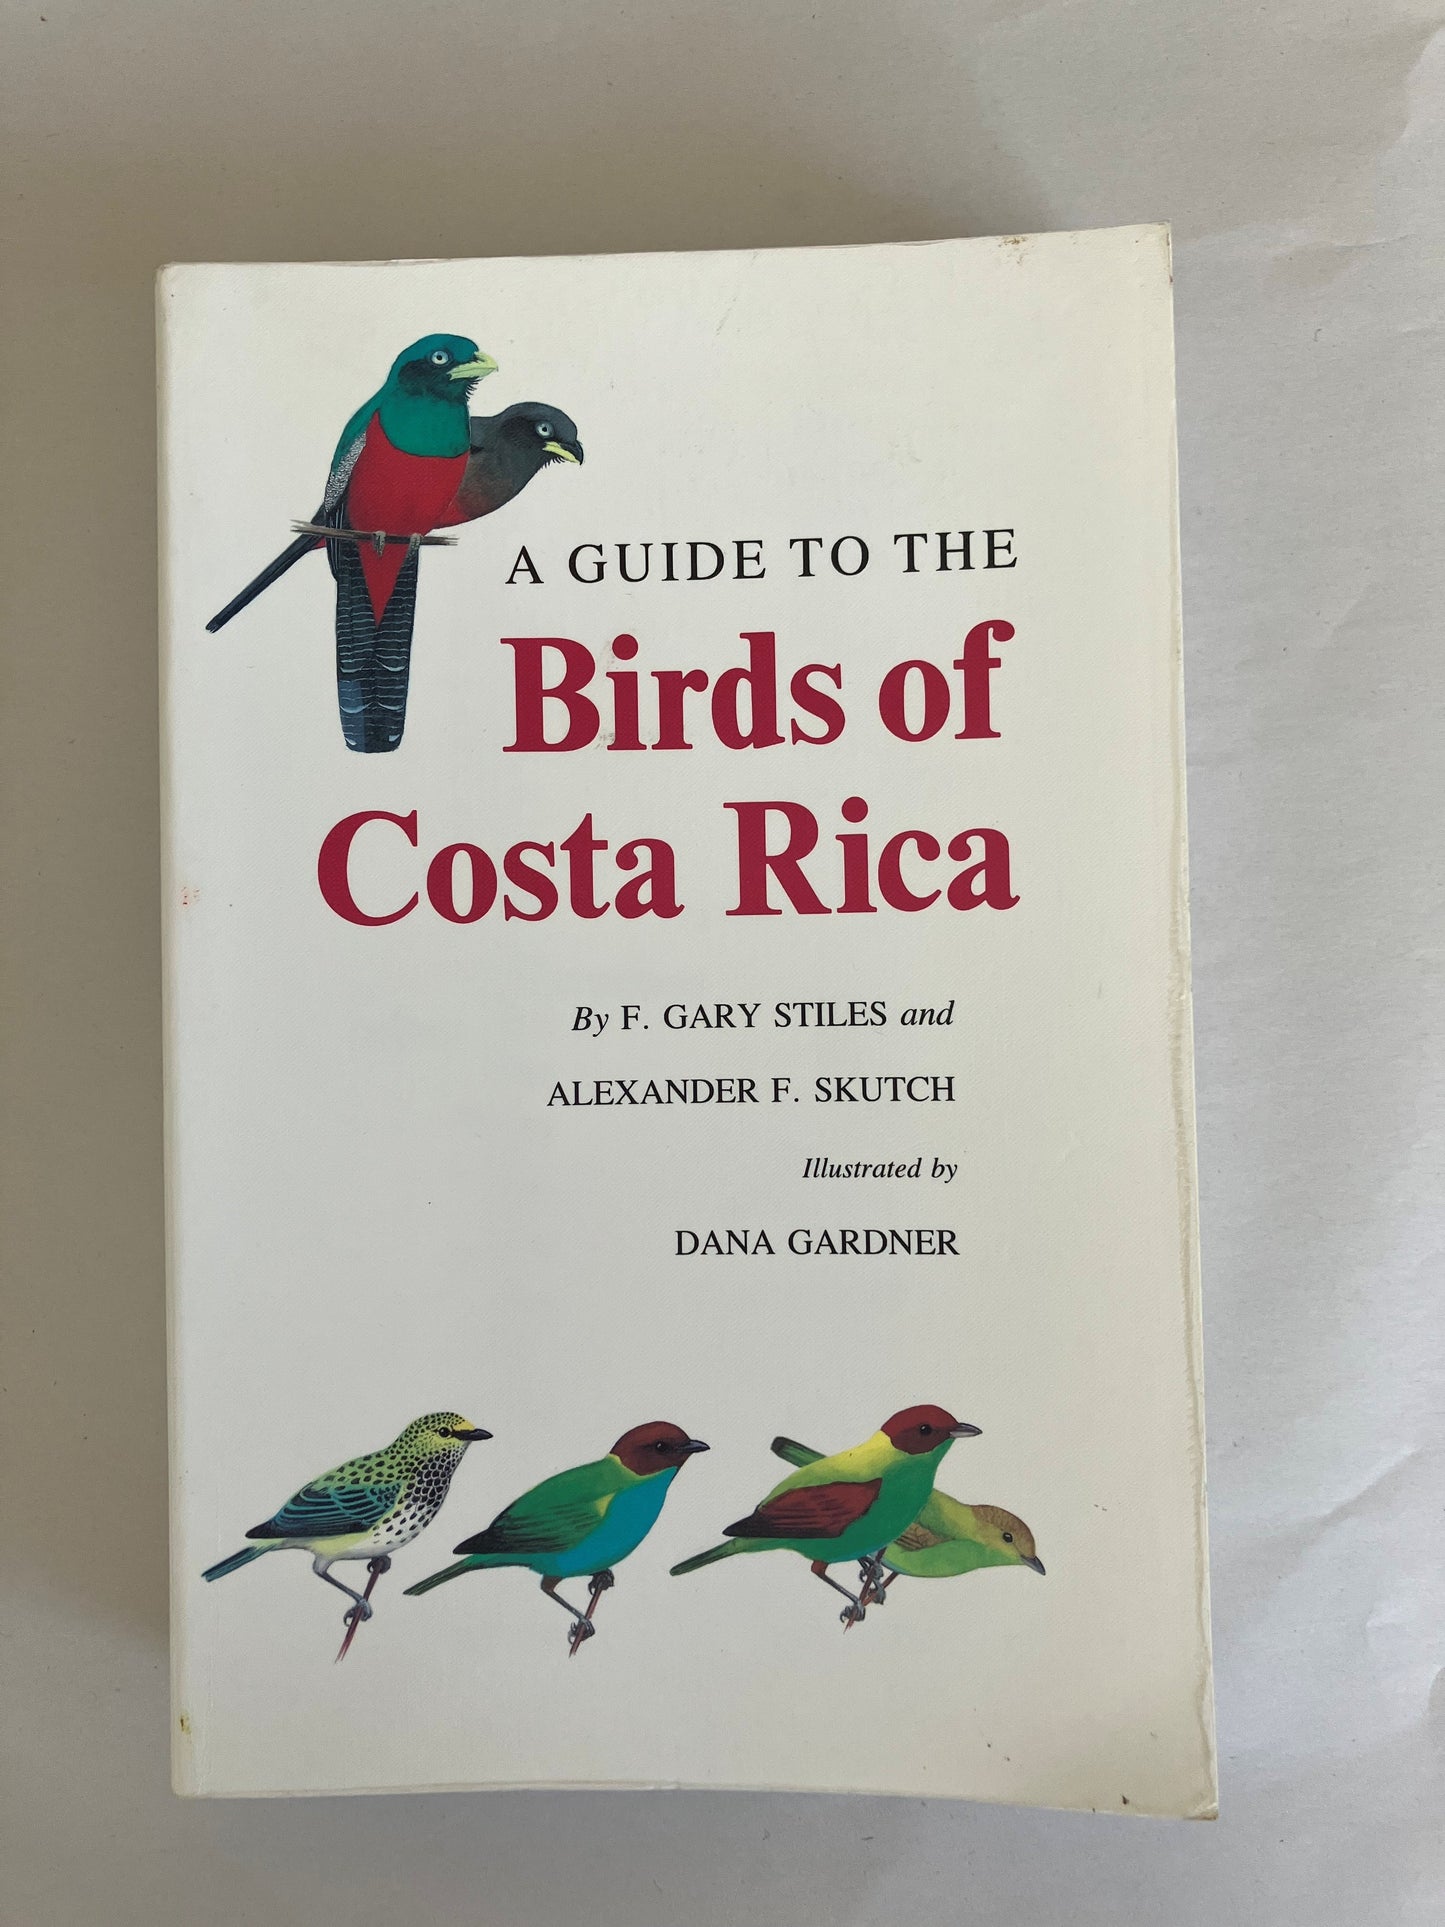 A GUIDE TO THE
Birds of
Costa Rica
By F. GARY STILES and
ALEXANDER F. SKUTCH
Illustrated by
DANA GARDNER